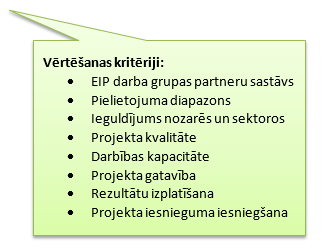 Vērtēšanas kritēriji:
• EIP darba grupas partneru sastāvs
• Pielietojuma diapazons
• Ieguldījums nozarēs un sektoros
• Projekta kvalitāte
• Darbības kapacitāte
• Projekta gatavība
• Rezultātu izplatīšana
• Projekta iesnieguma iesniegšana